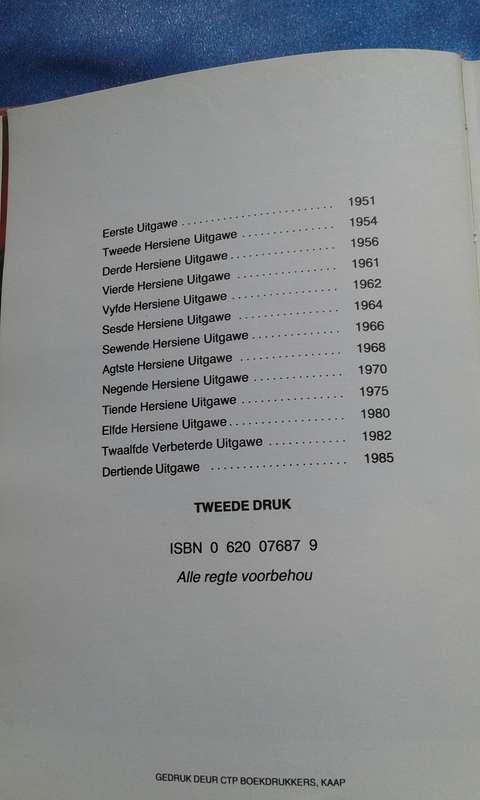 Eerste Uitgawe ........................ 1951
Tweede Hersiene Uitgawe .............. 1954
Derde Hersiene Uitgawe ............... 1956
Vierde Hersiene Uitgawe .............. 1961
Vyfde Hersiene Uitgawe ............... 1962
Sesde Hersiene Uitgawe .............. 1964
Sewende Hersiene Uitgawe ............. 1966
Agtste Hersiene Uitgawe .............. 1968
Negende Hersiene Uitgawe ............. 1970
Tiende Hersiene Uitgawe .............. 1975
Elfde Hersiene Uitgawe ................ 1980
Twaalfde Verbeterde Uitgawe ........... 1982
Dertiende Uitgawe ..................... 1985
TWEEDE DRUK
ISBN 0 620 07687 9
Alle regte voorbehou
GEDRUK DEUR CTP BOEKDRUKKERS, KAAP